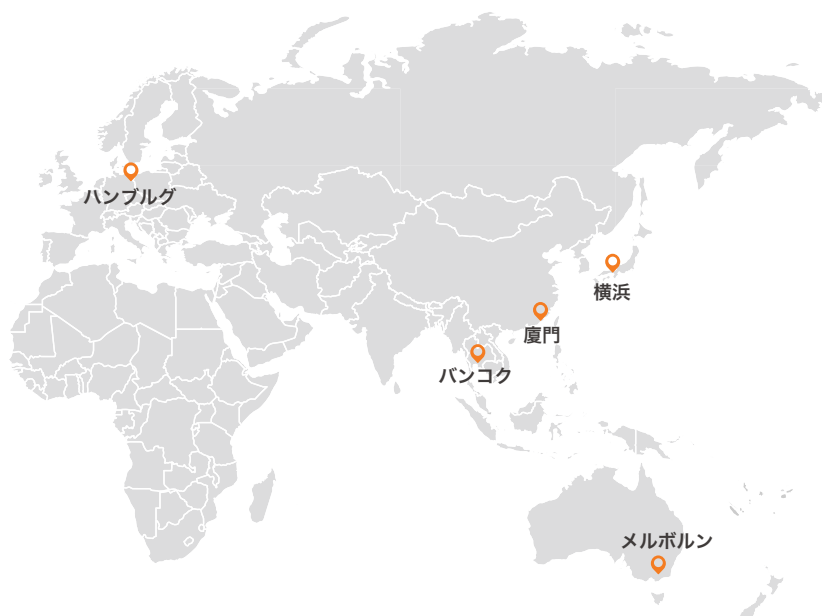 ハンブルグ
横浜
廈門
バンコク
メルボルン